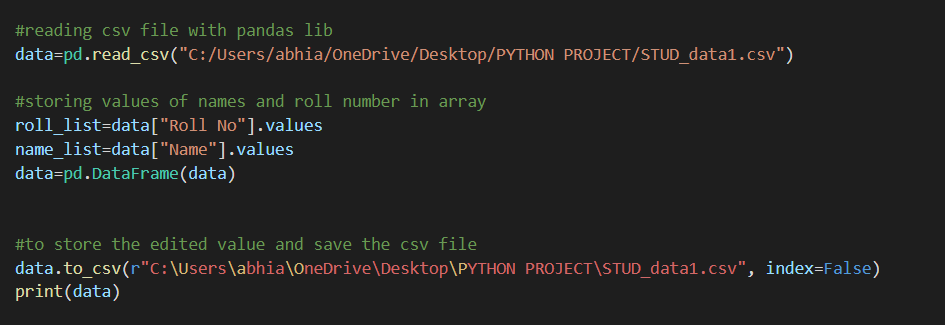 #reading csv file with pandas lib
data=pd.read_csv("C:/Users/abhia/OneDrive/Desktop/PYTHON PROJECT/STUD_data1.csv")
#storing values of names and roll number in array
roll_list=data["Roll No"].values
name_list=data["Name"].values
data=pd.DataFrame(data)
#to store the edited value and save the csv file
data.to_csv(r"C:\Users\abhia\OneDrive\Desktop\PYTHON PROJECT\STUD_data1.csv", index=False)
print(data)